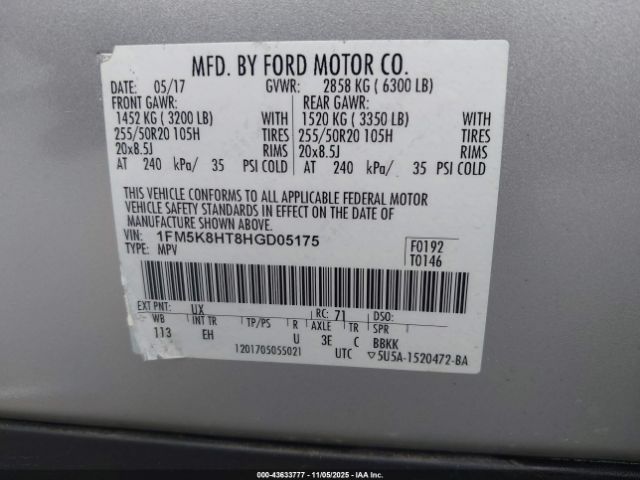 MFD. BY FORD MOTOR CO.
DATE: 05/17 GVWR: 2858 KG ( 6300 LB)
FRONT GAWR: REAR GAWR:
1452 KG ( 3200 LB) WITH 1520 KG ( 3350 LB) WITH
255/50R20 105H TIRES 255/50R20 105H TIRES
20x8.5J RIMS 20x8.5J RIMS
AT 240 kPa/ 35 PSI COLD AT 240 kPa/ 35 PSI COLD
THIS VEHICLE CONFORMS TO ALL APPLICABLE FEDERAL MOTOR
VEHICLE SAFETY STANDARDS IN EFFECT ON THE DATE OF
MANUFACTURE SHOWN ABOVE.
VIN: 1FM5K8HT8HGD05175 F0192
TYPE: MPV T0146
EXT PNT: UX RC: 71 DSO:
WB INT TR TP/PS R AXLE TR SPR
113 EH U 3E C BBKK
1201705055021 UTC ▽5U5A-1520472-BA
000-43633777 - 11/05/2025 - IAA, Inc.